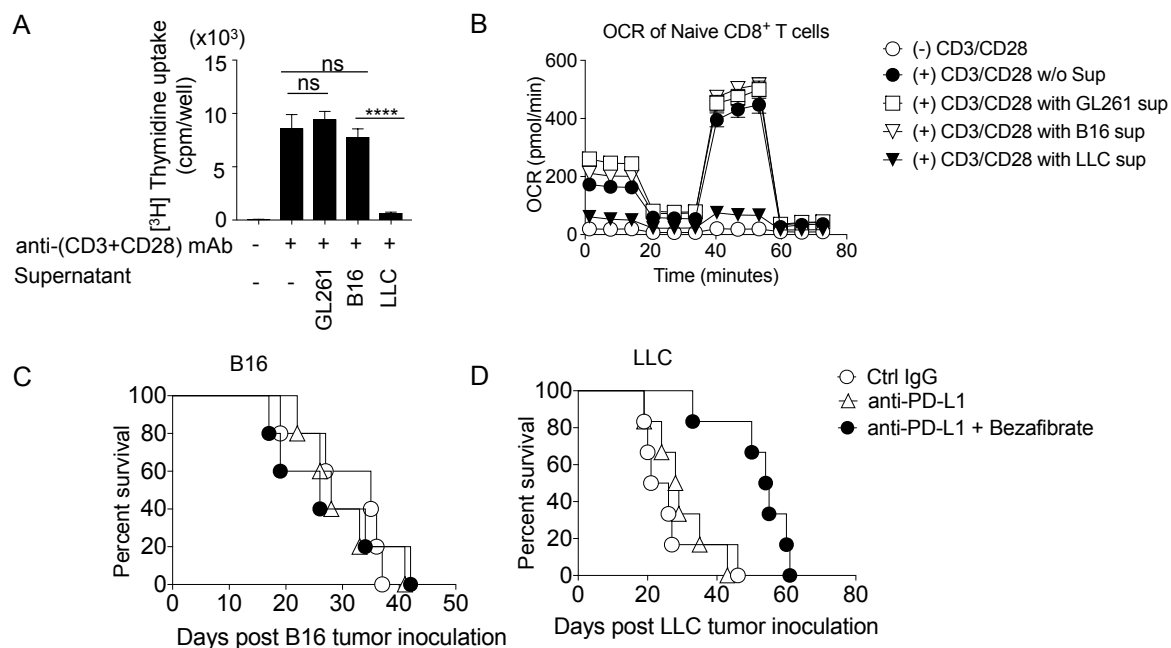 A
(x10³)
[³H] Thymidine uptake
(cpm/well)
15
10
5
0
ns
ns
****
anti-(CD3+CD28) mAb - + + + +
Supernatant - - GL261 B16 LLC
B
OCR of Naive CD8⁺ T cells
OCR (pmol/min)
600
400
200
0
0 20 40 60 80
Time (minutes)
(-) CD3/CD28
(+) CD3/CD28 w/o Sup
(+) CD3/CD28 with GL261 sup
(+) CD3/CD28 with B16 sup
(+) CD3/CD28 with LLC sup
C
B16
Percent survival
100
80
60
40
20
0
0 10 20 30 40 50
Days post B16 tumor inoculation
D
LLC
Percent survival
100
80
60
40
20
0
0 20 40 60 80
Days post LLC tumor inoculation
Ctrl IgG
anti-PD-L1
anti-PD-L1 + Bezafibrate